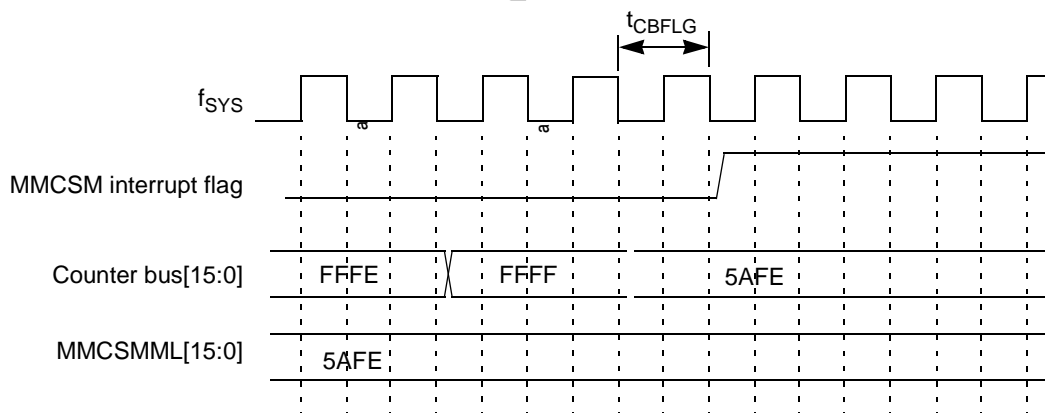 tCBFLG
fSYS
a a
MMCSM interrupt flag
Counter bus[15:0] FFFE FFFF 5AFE
MMCSMML[15:0]
5AFE